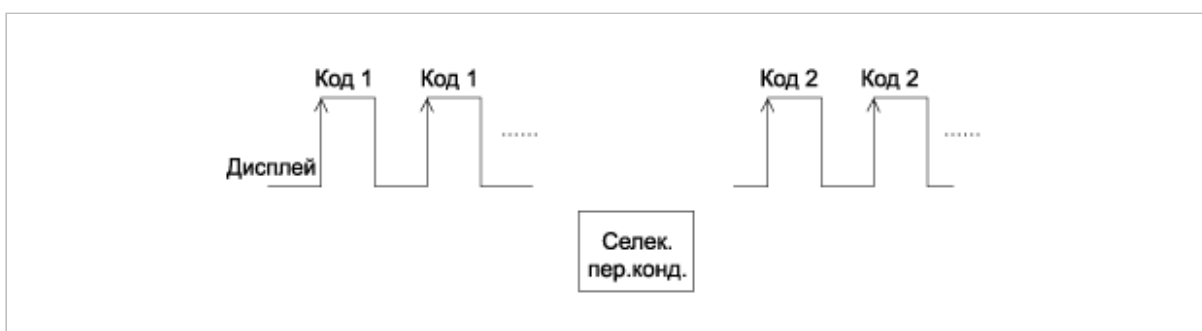 Код 1
Код 1
Код 2
Код 2
Дисплей
Селек.
пер.конд.